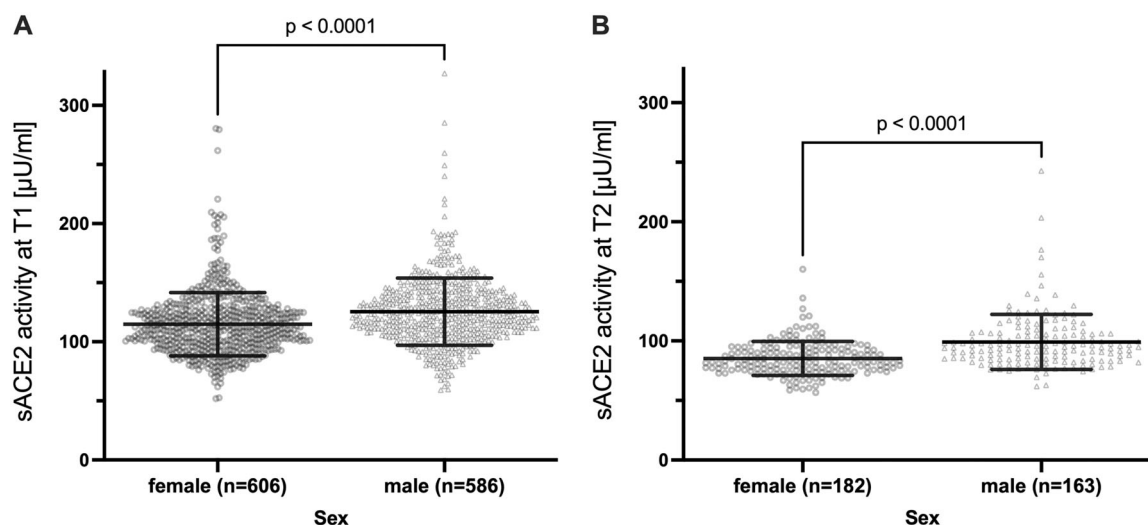 A
p < 0.0001
sACE2 activity at T1 [µU/ml]
300
200
100
0
female (n=606)
male (n=586)
Sex
B
p < 0.0001
sACE2 activity at T2 [µU/ml]
300
200
100
0
female (n=182)
male (n=163)
Sex